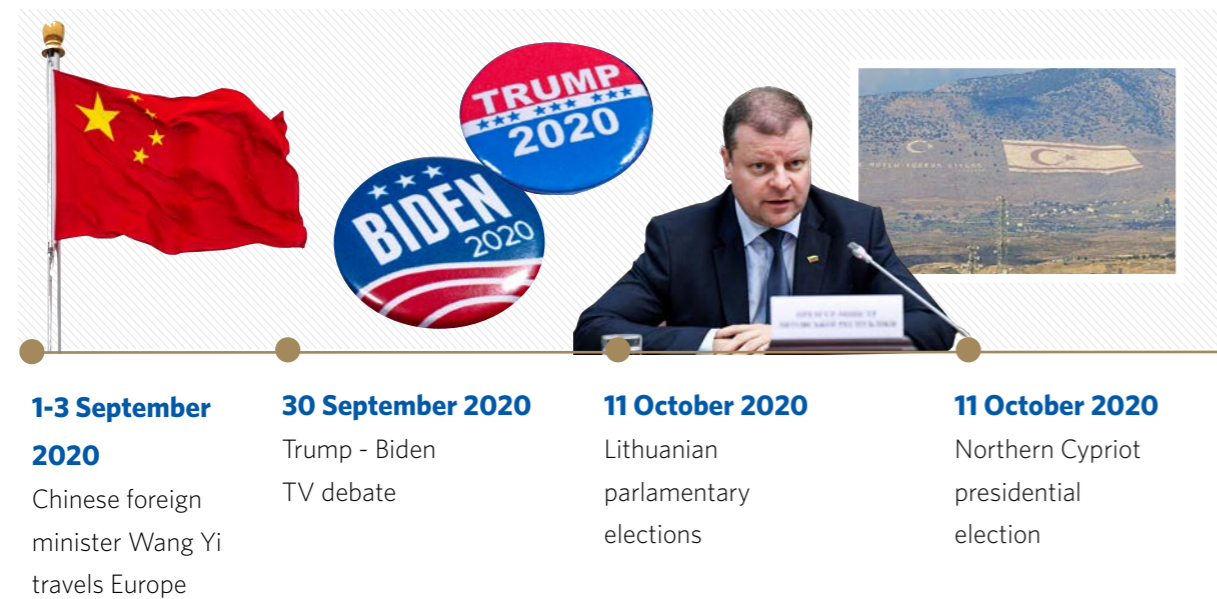 TRUMP
2020
BIDEN
2020
1-3 September
2020
Chinese foreign
minister Wang Yi
travels Europe
30 September 2020
Trump - Biden
TV debate
11 October 2020
Lithuanian
parlamentary
elections
11 October 2020
Northern Cypriot
presidential
election